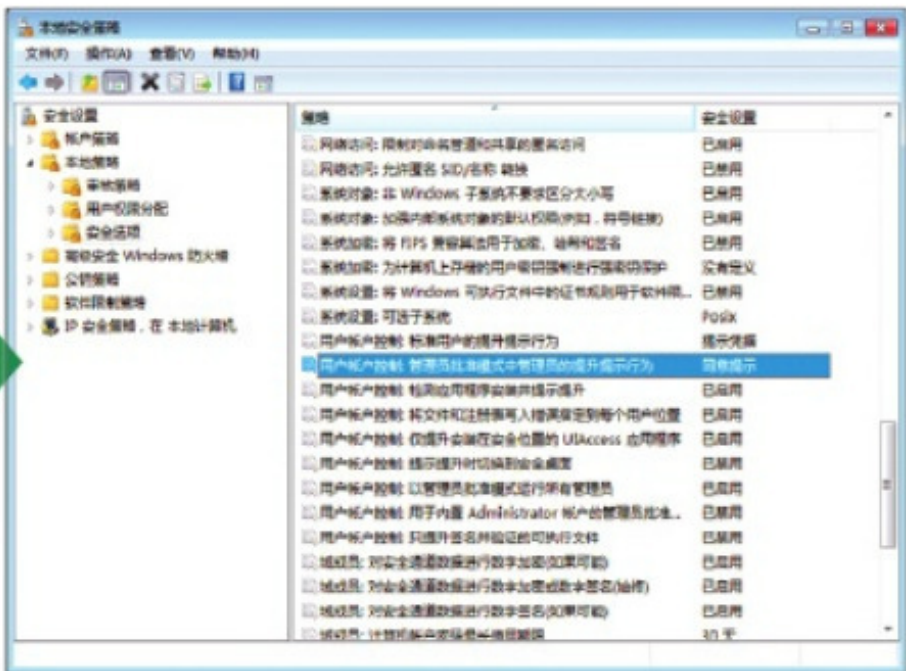 本地安全策略
文件(F) 操作(A) 查看(V) 帮助(H)
安全设置
帐户策略
本地策略
审核策略
用户权限分配
安全选项
高级安全 Windows 防火墙
公钥策略
软件限制策略
IP 安全策略，在 本地计算机
策略 安全设置
网络访问: 限制对命名管道和共享的匿名访问 已启用
网络访问: 允许匿名 SID/名称 转换 已禁用
系统对象: 非 Windows 子系统不要求区分大小写 已启用
系统对象: 加强内部系统对象的默认权限(例如，符号链接) 已启用
系统加密: 将 FIPS 兼容算法用于加密、哈希和签名 已禁用
系统加密: 为计算机上存储的用户密钥强制进行强密钥保护 没有定义
系统设置: 将 Windows 可执行文件中的证书规则用于软件限... 已禁用
系统设置: 可选子系统 Posix
用户帐户控制: 标准用户的提升提示行为 提示凭据
用户帐户控制: 管理员批准模式中管理员的提升提示行为 同意提示
用户帐户控制: 检测应用程序安装并提示提升 已启用
用户帐户控制: 将文件和注册表写入错误指定到每个用户位置 已启用
用户帐户控制: 仅提升安装在安全位置的 UIAccess 应用程序 已启用
用户帐户控制: 提示提升时切换到安全桌面 已禁用
用户帐户控制: 以管理员批准模式运行所有管理员 已启用
用户帐户控制: 用于内置 Administrator 帐户的管理员批准... 已禁用
用户帐户控制: 只提升签名并验证的可执行文件 已禁用
域成员: 对安全通道数据进行数字加密(如果可能) 已启用
域成员: 对安全通道数据进行数字加密或数字签名(始终) 已启用
域成员: 对安全通道数据进行数字签名(如果可能) 已启用
域成员: 计算机帐户密码最长使用期限 30 天